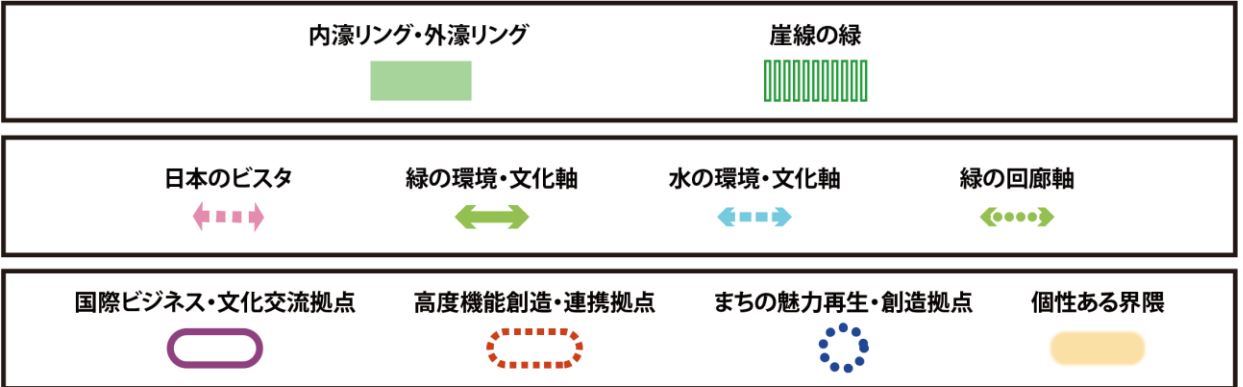 内濠リング・外濠リング
崖線の緑
日本のビスタ
緑の環境・文化軸
水の環境・文化軸
緑の回廊軸
国際ビジネス・文化交流拠点
高度機能創造・連携拠点
まちの魅力再生・創造拠点
個性ある界隈